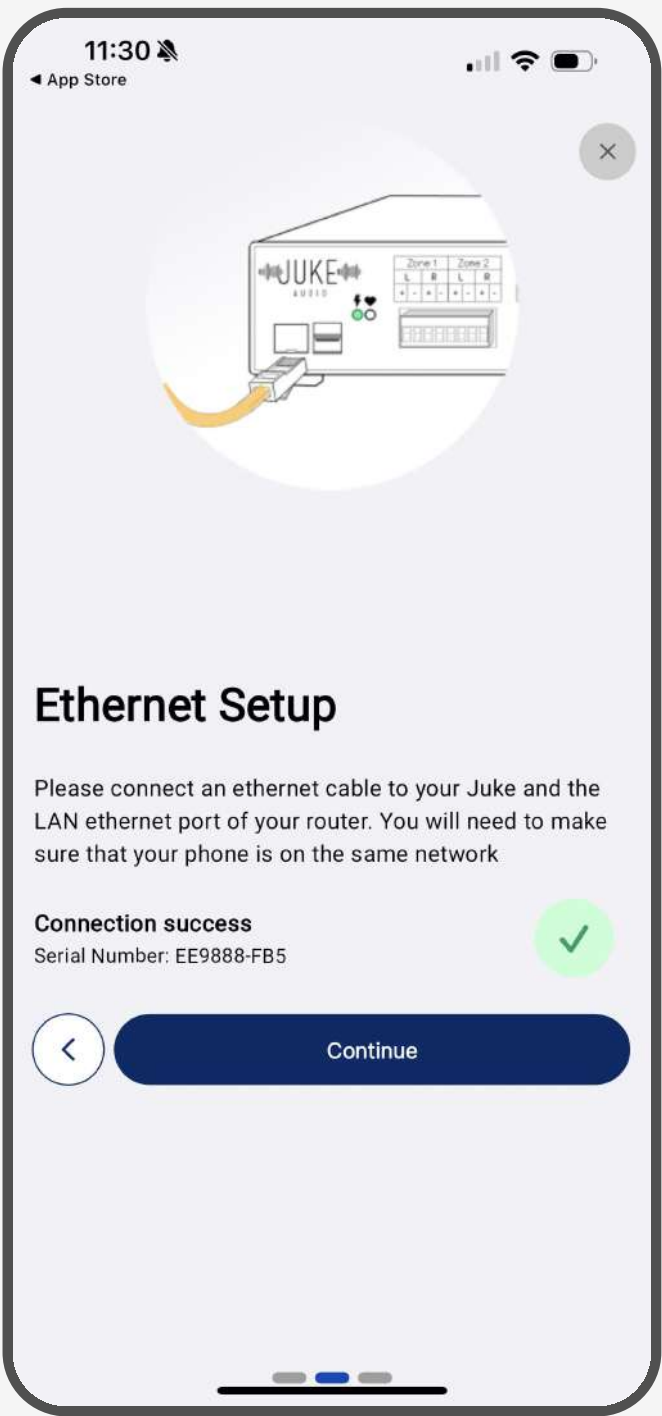 11:30
◀ App Store
JUKE
AUDIO
Zone 1 Zone 2
L R L R
+ - + - + - + -
Ethernet Setup
Please connect an ethernet cable to your Juke and the
LAN ethernet port of your router. You will need to make
sure that your phone is on the same network
Connection success
Serial Number: EE9888-FB5
Continue